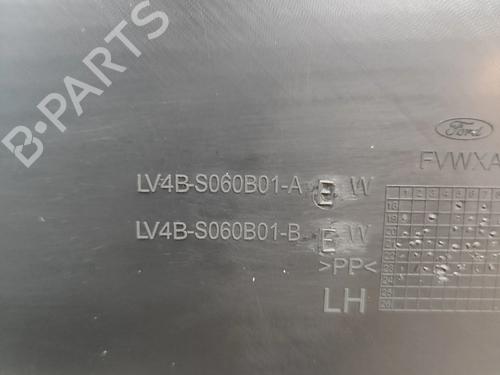 B-PARTS
Ford
FVWXA
LV4B-S060B01-A E W
LV4B-S060B01-B E W
>PP<
LH